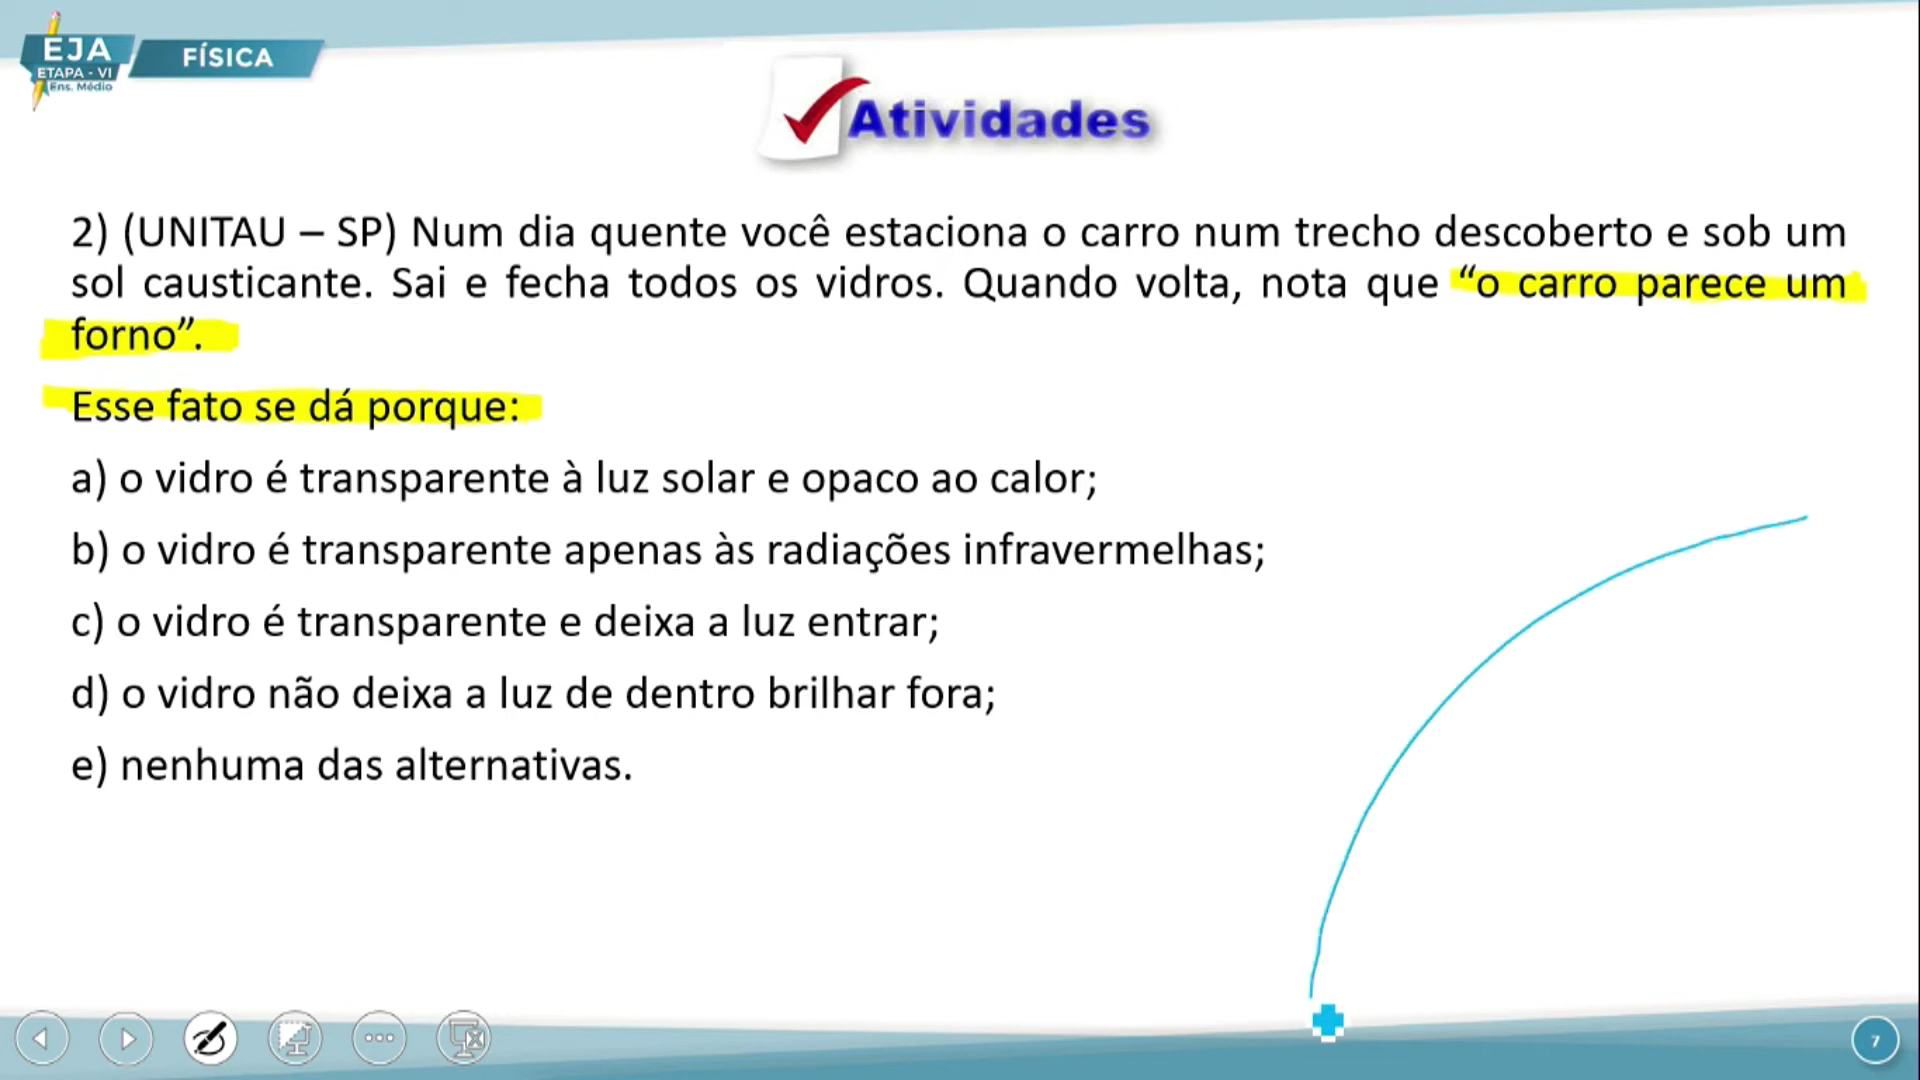 EJA
ETAPA - VI
Ens. Médio
FÍSICA
Atividades
2) (UNITAU – SP) Num dia quente você estaciona o carro num trecho descoberto e sob um
sol causticante. Sai e fecha todos os vidros. Quando volta, nota que “o carro parece um
forno”.
Esse fato se dá porque:
a) o vidro é transparente à luz solar e opaco ao calor;
b) o vidro é transparente apenas às radiações infravermelhas;
c) o vidro é transparente e deixa a luz entrar;
d) o vidro não deixa a luz de dentro brilhar fora;
e) nenhuma das alternativas.
7